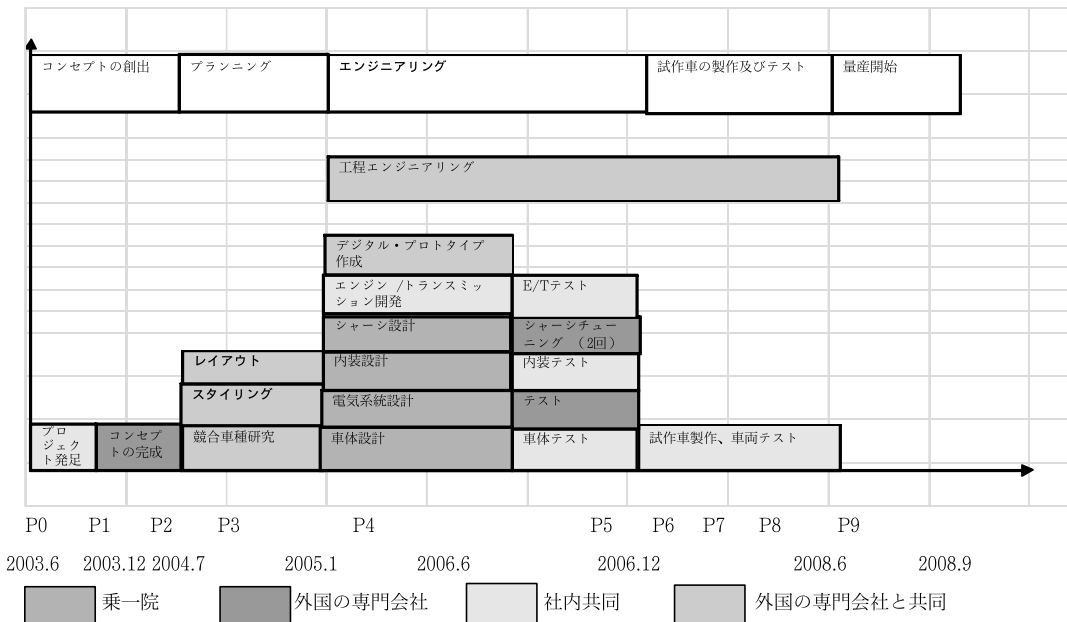 コンセプトの創出 プランニング エンジニアリング 試作車の製作及びテスト 量産開始
工程エンジニアリング
デジタル・プロトタイプ
作成
エンジン /トランスミッ
ション開発
E/Tテスト
シャーシ設計
シャーシチュー
ニング （2回）
レイアウト
内装設計
内装テスト
スタイリング
電気系統設計
テスト
プロ
ジェク
ト発足
コンセプ
トの完成
競合車種研究
車体設計
車体テスト
試作車製作、車両テスト
P0 P1 P2 P3 P4 P5 P6 P7 P8 P9
2003.6 2003.12 2004.7 2005.1 2006.6 2006.12 2008.6 2008.9
乗一院 外国の専門会社 社内共同 外国の専門会社と共同